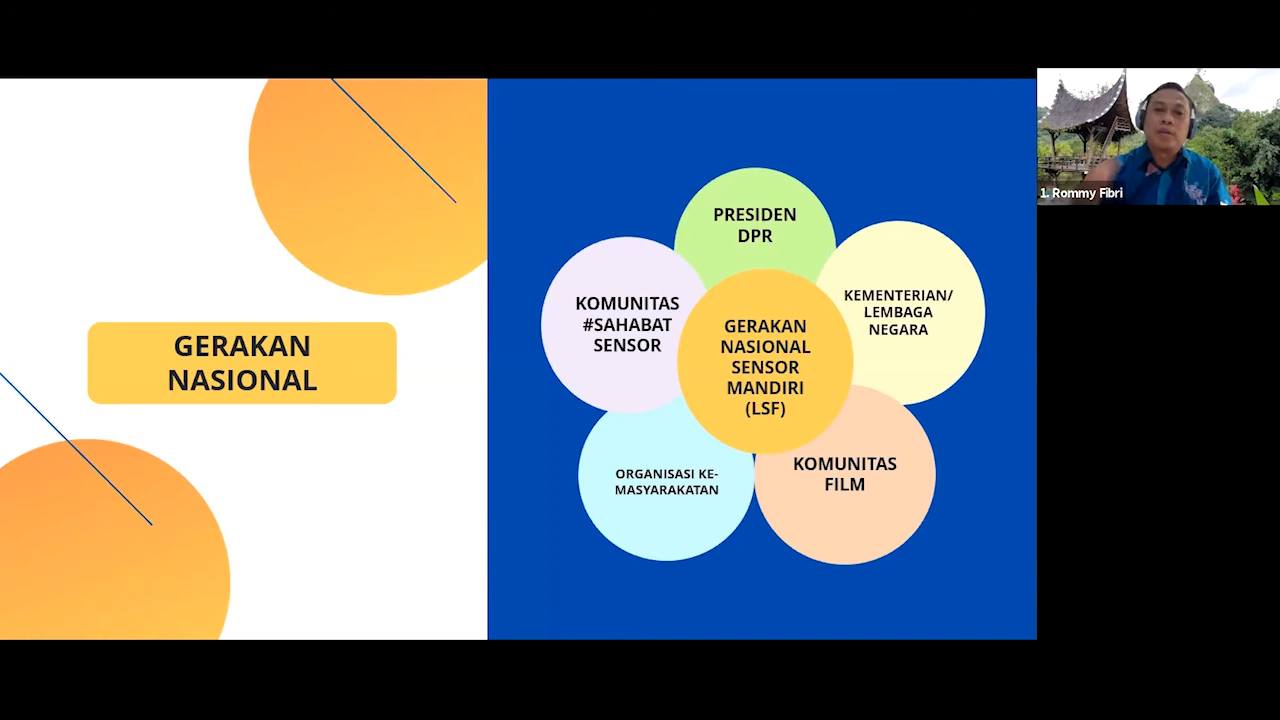 GERAKAN
NASIONAL
PRESIDEN
DPR
KOMUNITAS
#SAHABAT
SENSOR
KEMENTERIAN/
LEMBAGA
NEGARA
GERAKAN
NASIONAL
SENSOR
MANDIRI
(LSF)
ORGANISASI KE-
MASYARAKATAN
KOMUNITAS
FILM
1. Rommy Fibri